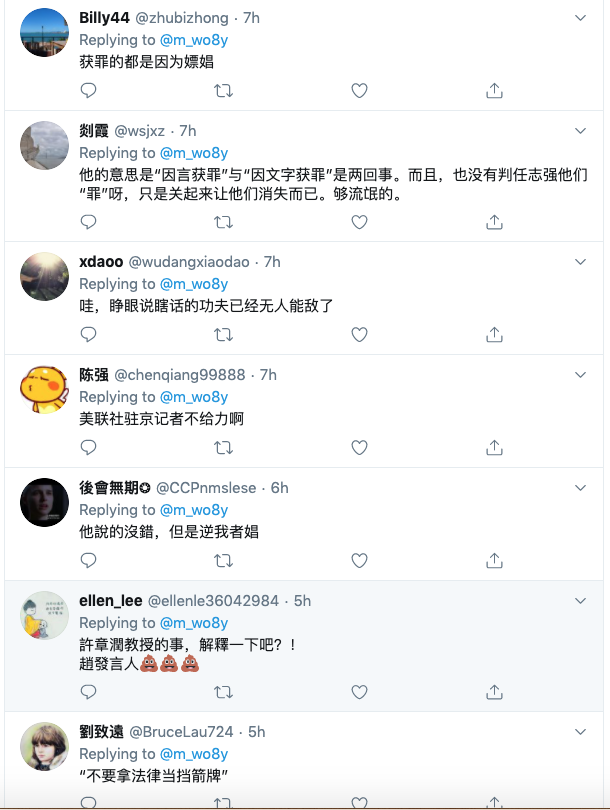 Billy44 @zhubizhong · 7h
Replying to @m_wo8y
获罪的都是因为嫖娼
剡霞 @wsjxz · 7h
Replying to @m_wo8y
他的意思是“因言获罪”与“因文字获罪”是两回事。而且，也没有判任志强他们
“罪”呀，只是关起来让他们消失而已。够流氓的。
xdaoo @wudangxiaodao · 7h
Replying to @m_wo8y
哇，睁眼说瞎话的功夫已经无人能敌了
陈强 @chenqiang99888 · 7h
Replying to @m_wo8y
美联社驻京记者不给力啊
後會無期✪ @CCPnmslese · 6h
Replying to @m_wo8y
他說的沒錯，但是逆我者娼
ellen_lee @ellenle36042984 · 5h
Replying to @m_wo8y
許章潤教授的事，解釋一下吧？！
趙發言人💩💩💩
劉致遠 @BruceLau724 · 5h
Replying to @m_wo8y
“不要拿法律当挡箭牌”